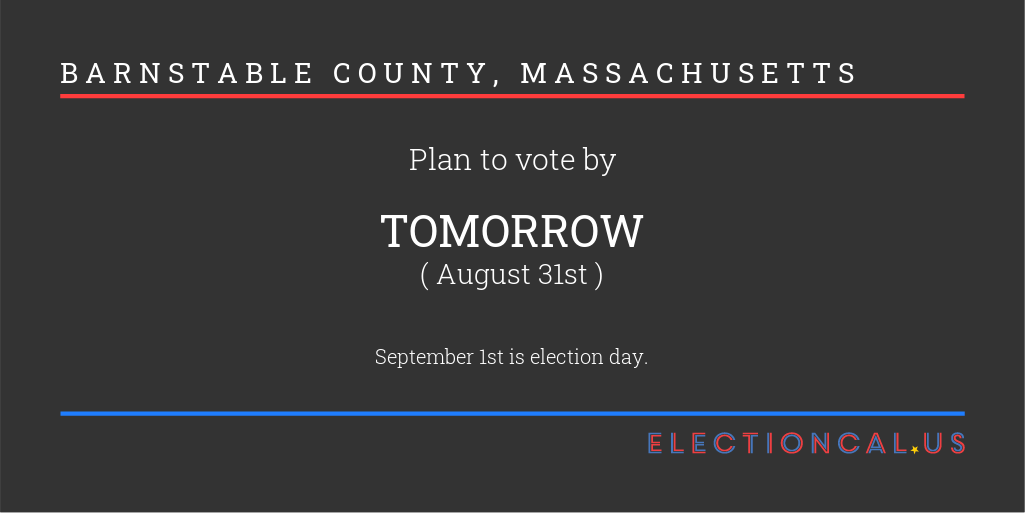 BARNSTABLE COUNTY, MASSACHUSETTS
Plan to vote by
TOMORROW
( August 31st )
September 1st is election day.
ELECTIONCAL.US